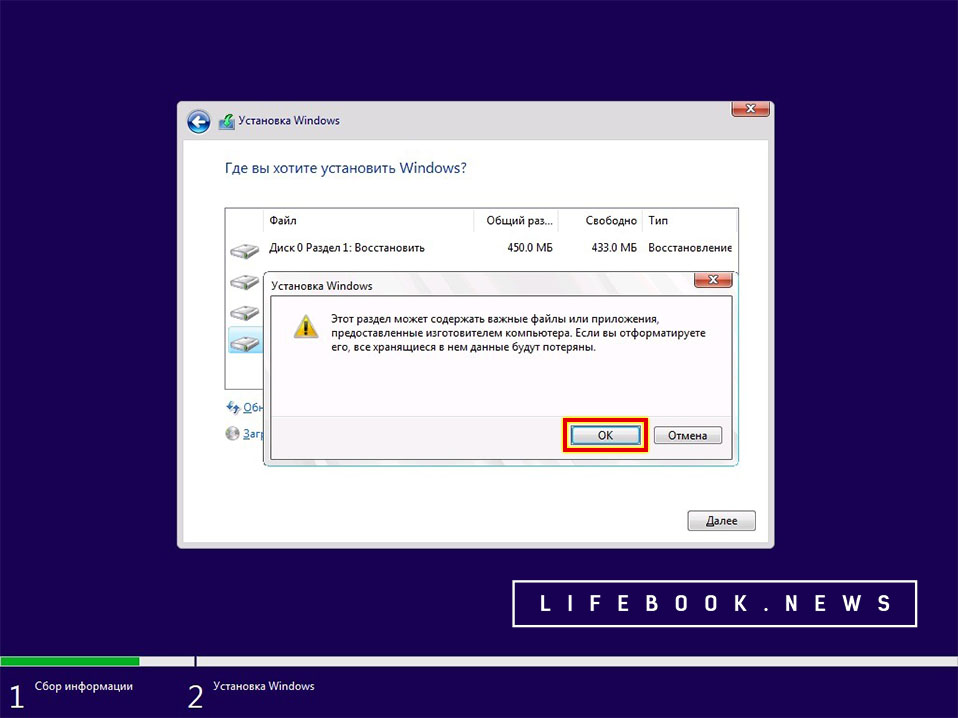 Установка Windows
Где вы хотите установить Windows?
Файл Общий раз... Свободно Тип
Диск 0 Раздел 1: Восстановить 450.0 МБ 433.0 МБ Восстановление
Установка Windows
Этот раздел может содержать важные файлы или приложения,
предоставленные изготовителем компьютера. Если вы отформатируете
его, все хранящиеся в нем данные будут потеряны.
OK Отмена
Далее
LIFEBOOK.NEWS
1 Сбор информации 2 Установка Windows